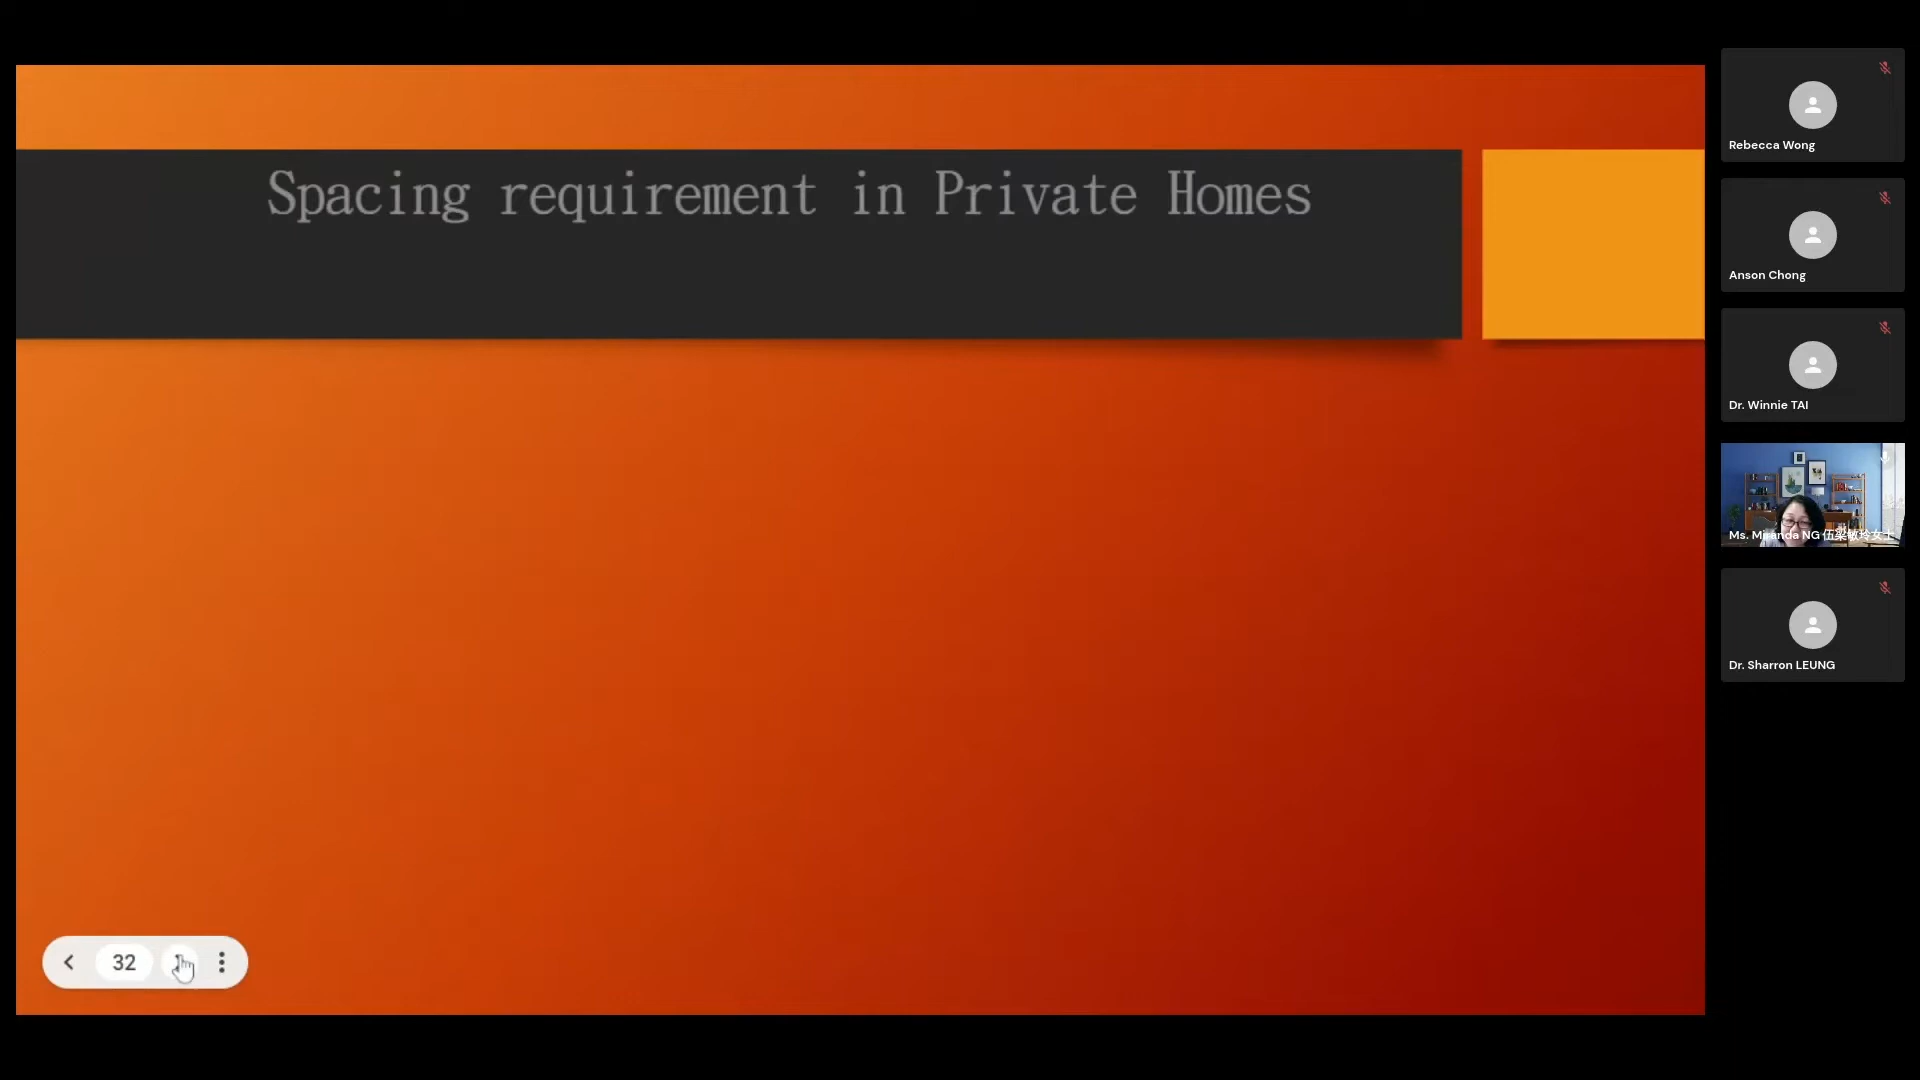 Spacing requirement in Private Homes
Rebecca Wong
Anson Chong
Dr. Winnie TAI
Ms. Miranda NG 伍梁敏玲女士
Dr. Sharron LEUNG
32